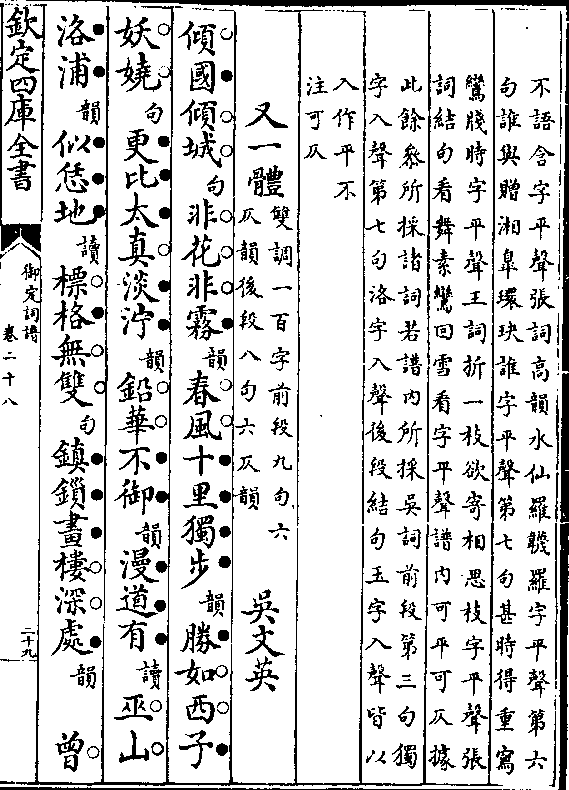 不語含字平聲張詞高韻水仙羅韈羅字平聲第六
句誰與贈湘臯環玦誰字平聲第七句甚時得重寫
鸞牋時字平聲王詞折一枝欲寄相思枝字平聲張
詞結句看舞素鸞回雪看字平聲譜内可平可仄據
此餘叅所採諸詞若譜内所採吳詞前段第三句獨
字入聲第七句洛字入聲後段結句玉字入聲皆以
入作平不
注可仄
又一體 雙調一百字前段九句六
仄韻後段八句六仄韻 吳文英
傾國傾城句非花非霧韻春風十里獨步韻勝如西子
妖嬈句更比太真淡泞韻鉛華不御韻漫道有讀巫山
洛浦韻似恁地讀標格無雙句鎮鎖畫樓深處韻 曾
欽定四庫全書
御定詞譜
卷二十八
二十九